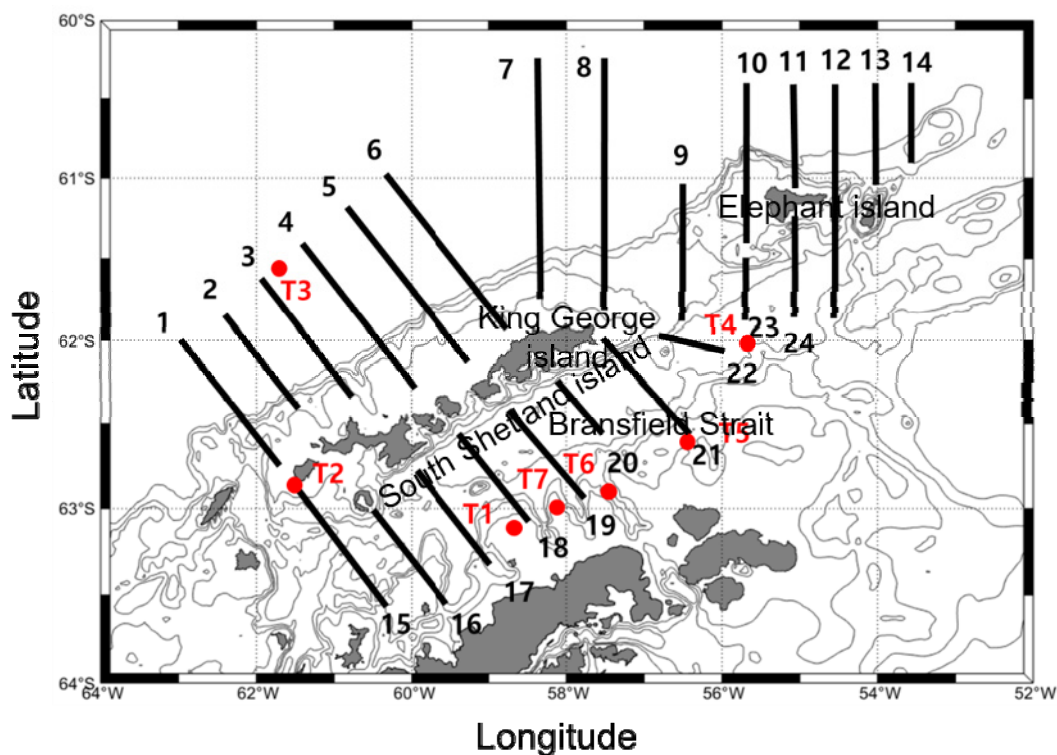 60°S
7
8
10
11
12
13
14
6
9
61°S
5
Elephant island
4
3
T3
2
1
King George
island
T4
23
62°S
24
22
South Shetland island
Bransfield Strait
T5
21
T2
T6
20
T7
63°S
T1
19
18
17
15
16
64°S
64°W
62°W
60°W
58°W
56°W
54°W
52°W
Latitude
Longitude